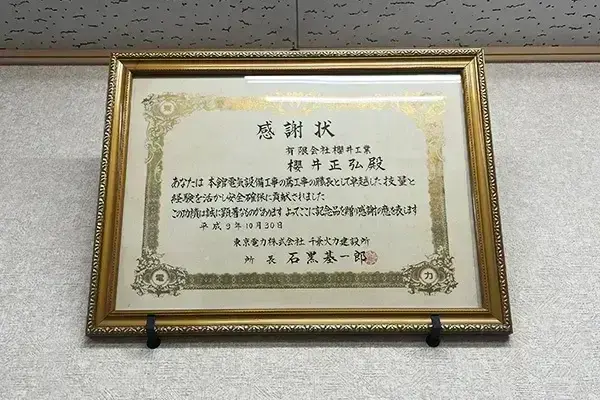 感謝状
有限会社櫻井工業
櫻井正弘殿
あなたは本館電気設備工事の為工事の職長として卓越した技量と
経験を活かし安全確保に貢献されました
この功績は誠に顕著なものがあります よってここに記念品を贈り感謝の意を表します
平成3年10月30日
東京電力株式会社 千葉火力建設所
所長 石黒基一郎
電 力